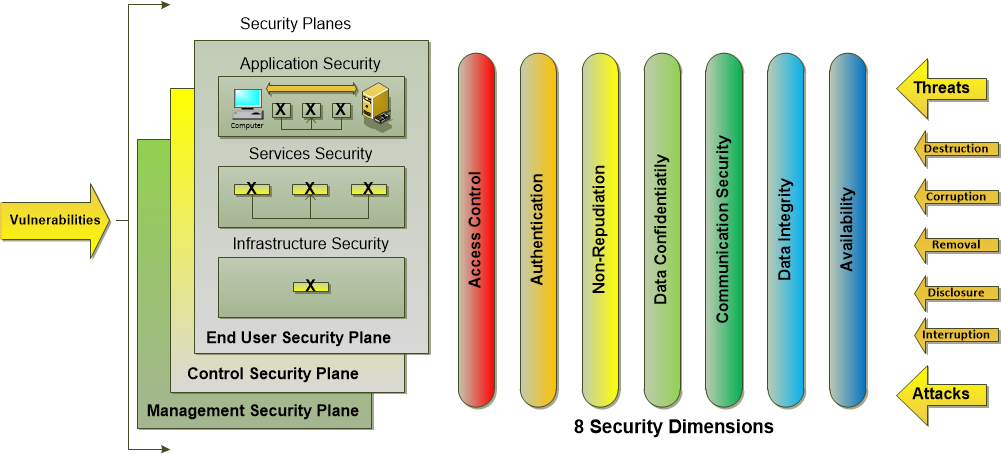 Security Planes
Application Security
X X X
Computer
Services Security
X X X
Infrastructure Security
X
End User Security Plane
Control Security Plane
Management Security Plane
Vulnerabilities
Access Control
Authentication
Non-Repudiation
Data Confidentiatily
Communication Security
Data Integrity
Availability
8 Security Dimensions
Threats
Destruction
Corruption
Removal
Disclosure
Interruption
Attacks